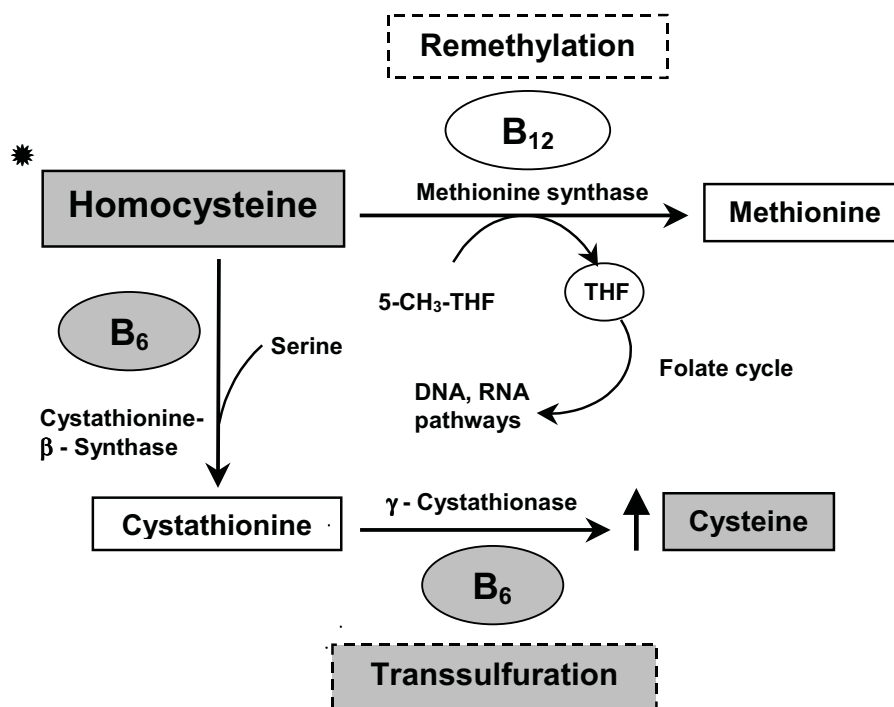 Remethylation
B12
Homocysteine
Methionine synthase
Methionine
5-CH3-THF
THF
B6
Serine
Folate cycle
DNA, RNA
pathways
Cystathionine-
β - Synthase
Cystathionine
γ - Cystathionase
Cysteine
B6
Transsulfuration